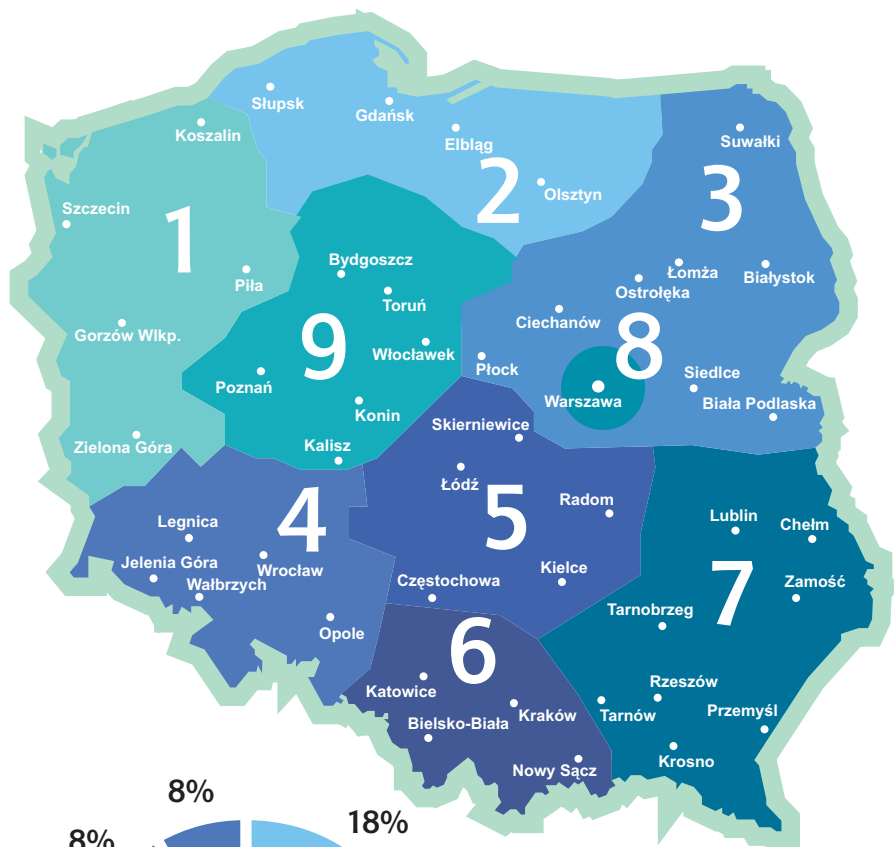 Słupsk
Gdańsk
Koszalin
Elbląg
Suwałki
2
3
Olsztyn
Szczecin
1
Bydgoszcz
Łomża
Białystok
Piła
Ostrołęka
Toruń
Ciechanów
Gorzów Wlkp.
9
8
Włocławek
Płock
Siedlce
Poznań
Warszawa
Biała Podlaska
Konin
Skierniewice
Zielona Góra
Kalisz
Łódź
Radom
5
4
Lublin
Chełm
Legnica
Jelenia Góra
Wrocław
Wałbrzych
Częstochowa
Kielce
7
Zamość
Tarnobrzeg
Opole
6
Katowice
Rzeszów
Bielsko-Biała
Kraków
Tarnów
Przemyśl
Nowy Sącz
Krosno
8%
18%
8%